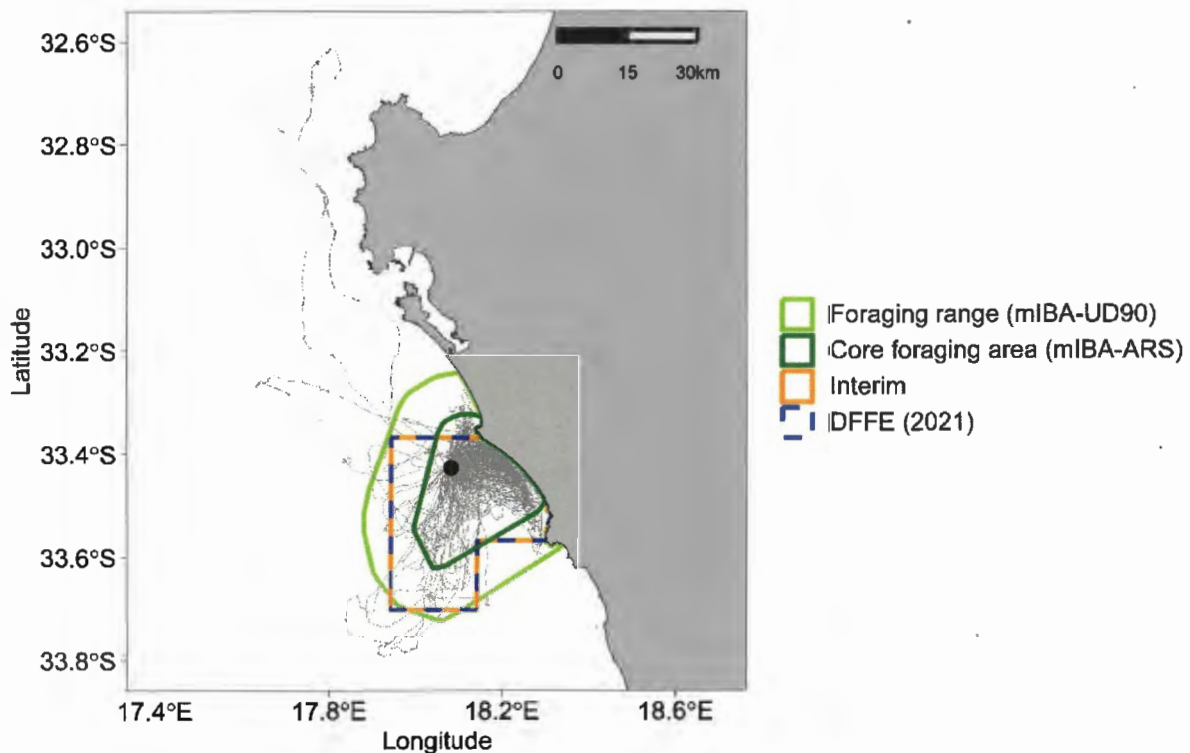 32.6°S
32.8°S
33.0°S
33.2°S
33.4°S
33.6°S
33.8°S
Latitude
17.4°E 17.8°E 18.2°E 18.6°E
Longitude
0 15 30km
Foraging range (mIBA-UD90)
Core foraging area (mIBA-ARS)
Interim
DFFE (2021)